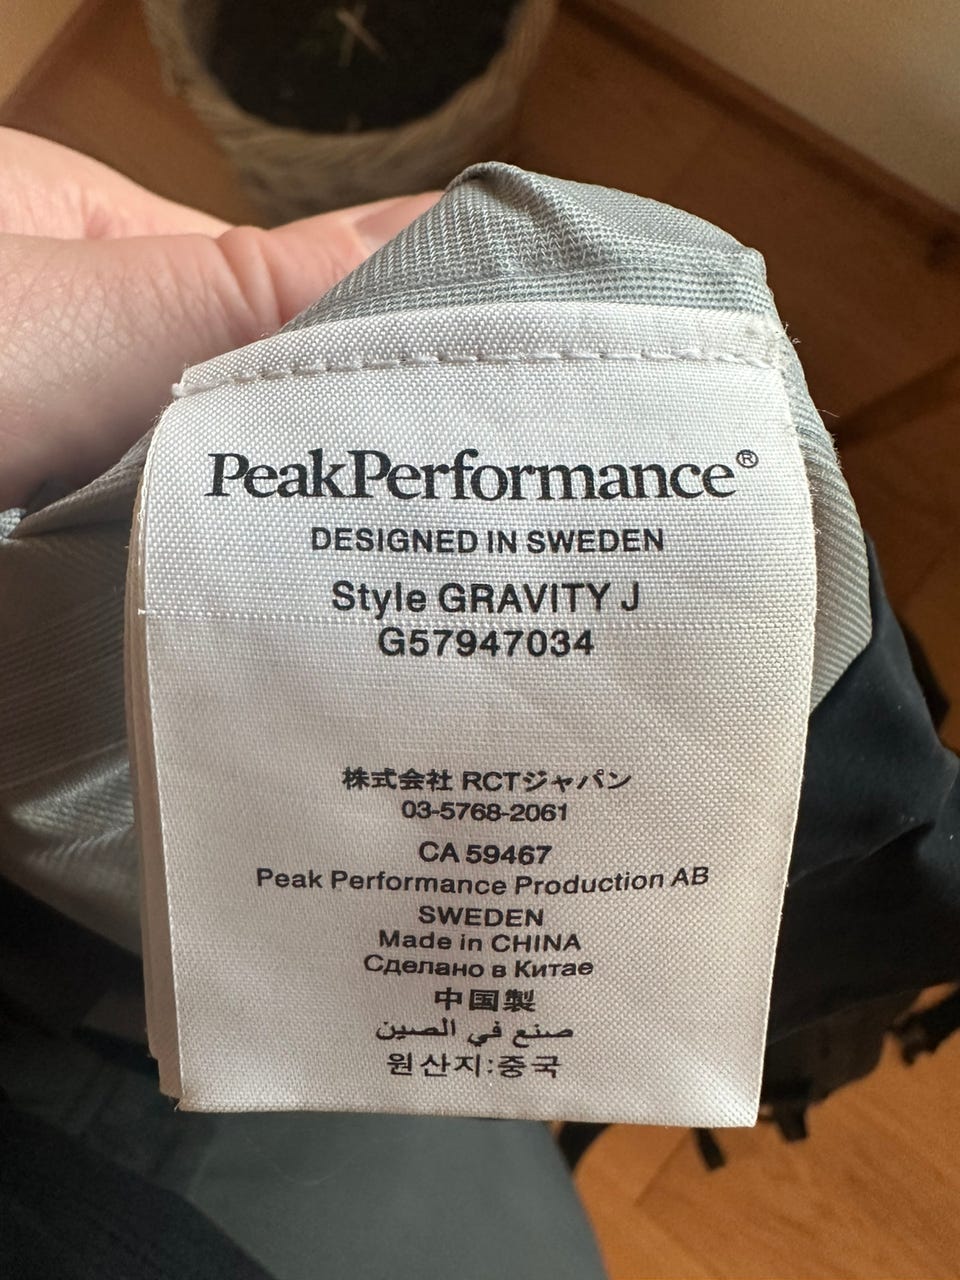 PeakPerformance®
DESIGNED IN SWEDEN
Style GRAVITY J
G57947034
株式会社 RCTジャパン
03-5768-2061
CA 59467
Peak Performance Production AB
SWEDEN
Made in CHINA
Сделано в Китае
中国製
صنع في الصين
원산지:중국